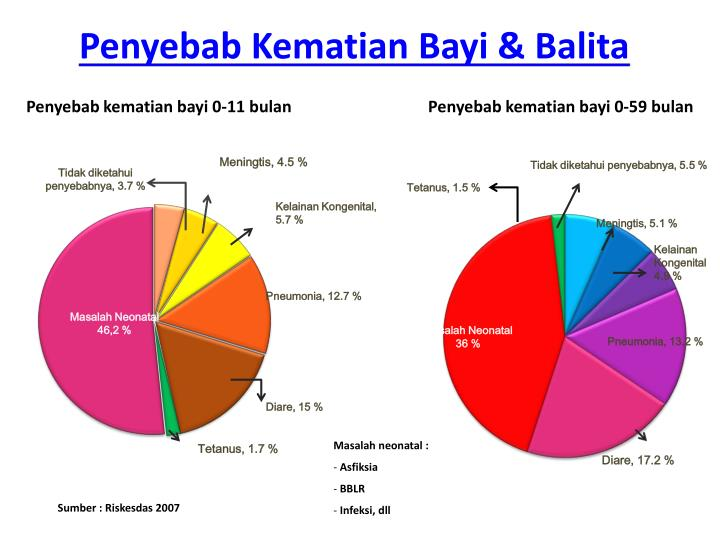 Penyebab Kematian Bayi & Balita
Penyebab kematian bayi 0-11 bulan
Tidak diketahui
penyebabnya, 3.7 %
Meningtis, 4.5 %
Kelainan Kongenital,
5.7 %
Pneumonia, 12.7 %
Masalah Neonatal
46,2 %
Diare, 15 %
Tetanus, 1.7 %
Penyebab kematian bayi 0-59 bulan
Tidak diketahui penyebabnya, 5.5 %
Tetanus, 1.5 %
Meningtis, 5.1 %
Kelainan
Kongenital
4.9 %
Pneumonia, 13.2 %
salah Neonatal
36 %
Diare, 17.2 %
Masalah neonatal :
- Asfiksia
- BBLR
- Infeksi, dll
Sumber : Riskesdas 2007